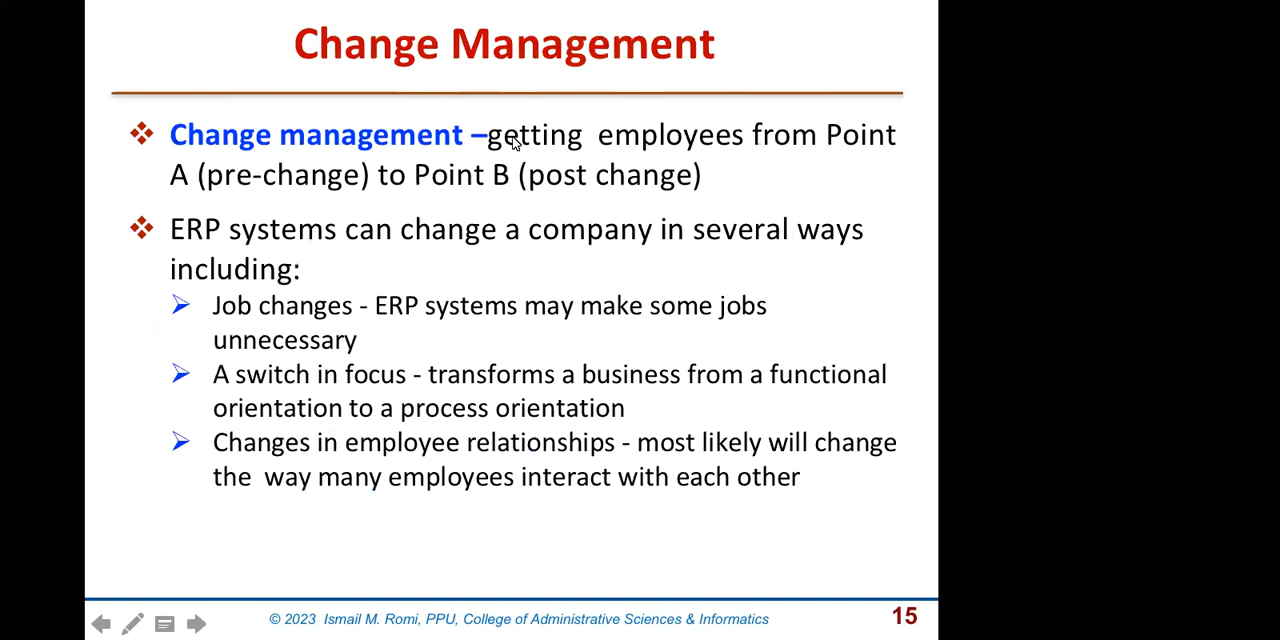 Change Management
Change management –getting  employees from Point
A (pre-change) to Point B (post change)
ERP systems can change a company in several ways
including:
Job changes - ERP systems may make some jobs
unnecessary
A switch in focus - transforms a business from a functional
orientation to a process orientation
Changes in employee relationships - most likely will change
the  way many employees interact with each other
© 2023  Ismail M. Romi, PPU, College of Administrative Sciences & Informatics
15